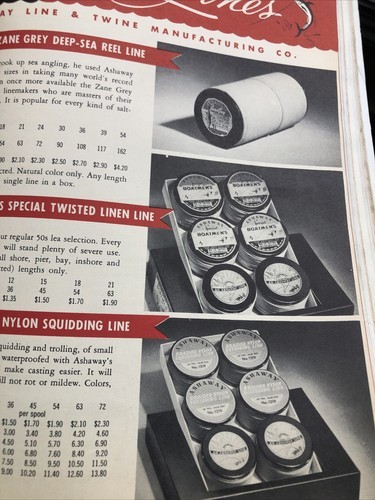 Lines
AY LINE & TWINE MANUFACTURING CO.
ZANE GREY DEEP-SEA REEL LINE
ook up sea angling, he used Ashaway
sizes in taking many world's record
n once more available the Zane Grey
linemakers who are masters of their
. It is popular for every kind of salt-
18 21 24 30 36 39 54
54 63 72 90 108 117 162
90 $2.10 $2.30 $2.50 $2.70 $2.90 $4.20
cted. Natural color only. Any length
single line in a box.
S SPECIAL TWISTED LINEN LINE
ur regular 50s lea selection. Every
will stand plenty of severe use.
ll shore, pier, bay, inshore and
ted) lengths only.
12 15 18 21
36 45 54 63
$1.35 $1.50 $1.70 $1.90
NYLON SQUIDDING LINE
quidding and trolling, of small
waterproofed with Ashaway's
make casting easier. It will
ill not rot or mildew. Colors,
36 45 54 63 72
per spool
$1.50 $1.70 $1.90 $2.10 $2.30
3.00 3.40 3.80 4.20 4.60
4.50 5.10 5.70 6.30 6.90
6.00 6.80 7.60 8.40 9.20
7.50 8.50 9.50 10.50 11.50
9.00 10.20 11.40 12.60 13.80
BOATMEN'S
BOATMEN'S
ASHAWAY
BOATMEN'S
ASHAWAY
BOATMEN'S
ASHAWAY
ASHAWAY
ASHAWAY
ASHAWAY